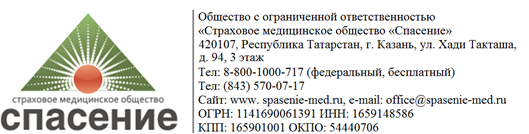 страховое медицинское общество
спасение
Общество с ограниченной ответственностью
«Страховое медицинское общество «Спасение»
420107, Республика Татарстан, г. Казань, ул. Хади Такташа,
д. 94, 3 этаж
Тел: 8-800-1000-717 (федеральный, бесплатный)
Тел: (843) 570-07-17
Сайт: www. spasenie-med.ru, e-mail: office@spasenie-med.ru
ОГРН: 1141690061391 ИНН: 1659148586
КПП: 165901001 ОКПО: 54440706